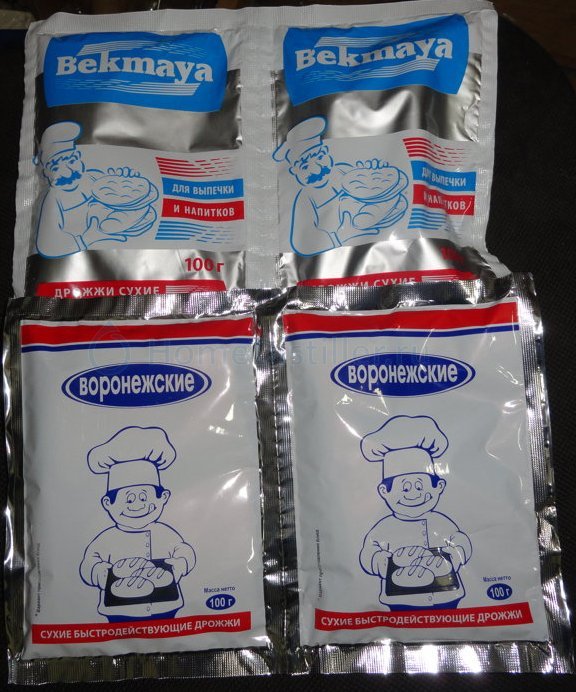 Bekmaya
ДЛЯ ВЫПЕЧКИ
И НАПИТКОВ
100 г
ДРОЖЖИ СУХИЕ
Bekmaya
ДЛЯ ВЫПЕЧКИ
И НАПИТКОВ
ДРОЖЖИ СУХИЕ
ВОРОНЕЖСКИЕ
Масса нетто
100 г
СУХИЕ БЫСТРОДЕЙСТВУЮЩИЕ ДРОЖЖИ
ВОРОНЕЖСКИЕ
Масса нетто
100 г
СУХИЕ БЫСТРОДЕЙСТВУЮЩИЕ ДРОЖЖИ